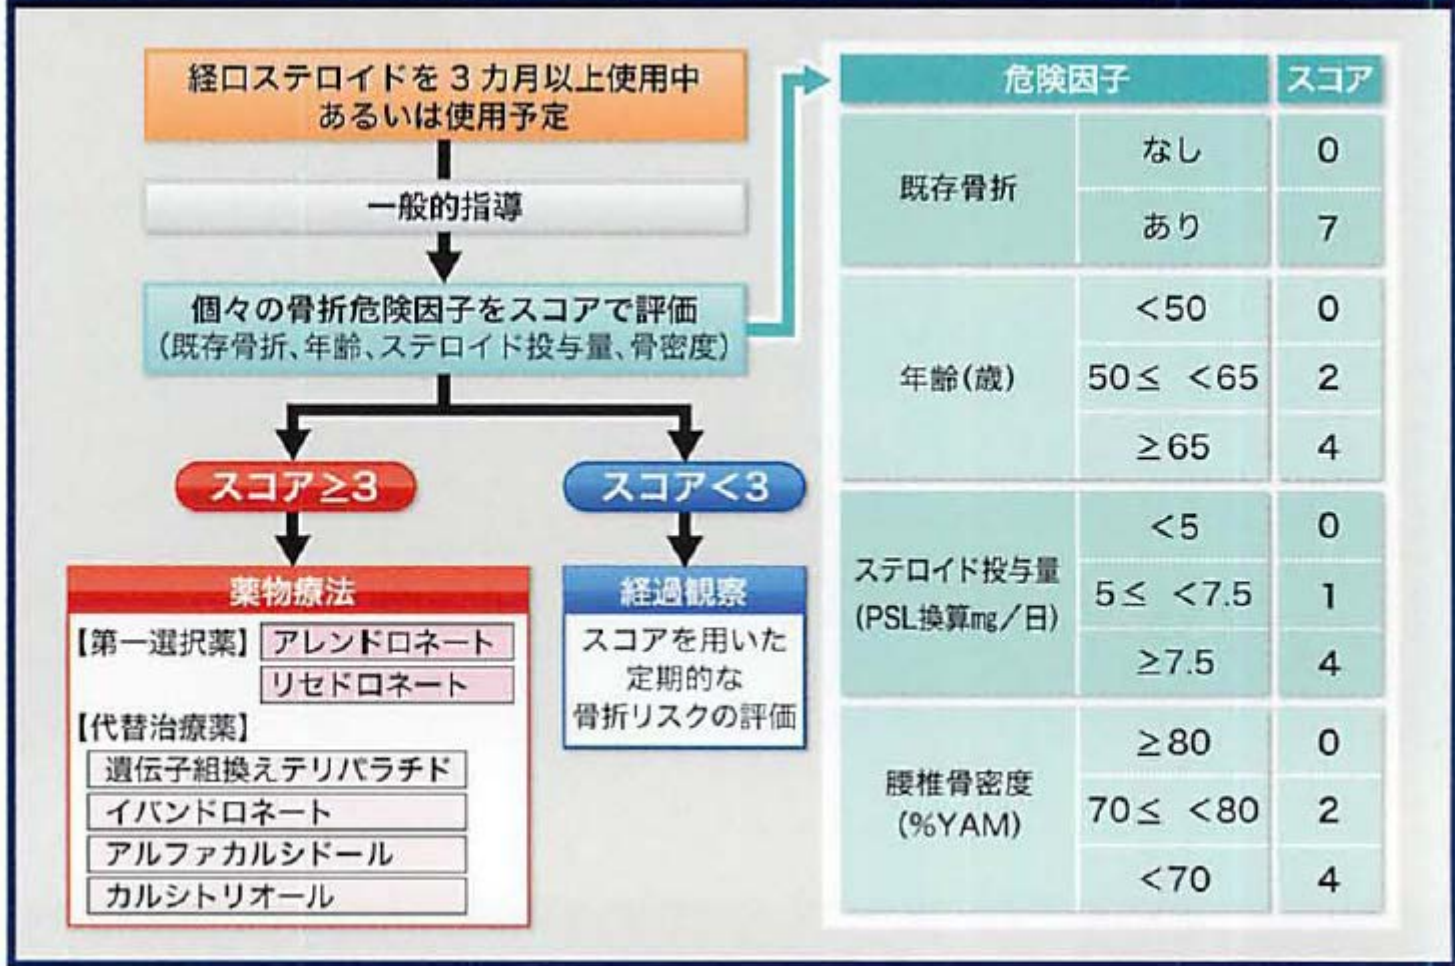 経口ステロイドを3カ月以上使用中
あるいは使用予定
一般的指導
個々の骨折危険因子をスコアで評価
(既存骨折、年齢、ステロイド投与量、骨密度)
スコア≥3
スコア<3
薬物療法
【第一選択薬】 アレンドロネート
リセドロネート
【代替治療薬】
遺伝子組換えテリパラチド
イバンドロネート
アルファカルシドール
カルシトリオール
経過観察
スコアを用いた
定期的な
骨折リスクの評価
危険因子 スコア
既存骨折
なし 0
あり 7
年齢(歳)
<50 0
50≤ <65 2
≥65 4
ステロイド投与量
(PSL換算㎎/日)
<5 0
5≤ <7.5 1
≥7.5 4
腰椎骨密度
(%YAM)
≥80 0
70≤ <80 2
<70 4